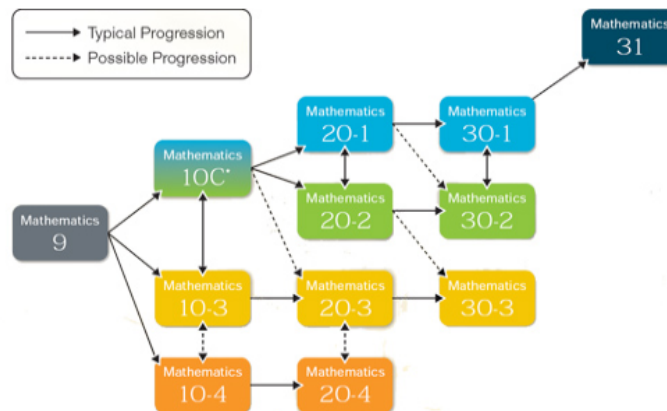 Typical Progression
Possible Progression
Mathematics
31
Mathematics
20-1
Mathematics
30-1
Mathematics
10C*
Mathematics
20-2
Mathematics
30-2
Mathematics
9
Mathematics
10-3
Mathematics
20-3
Mathematics
30-3
Mathematics
10-4
Mathematics
20-4